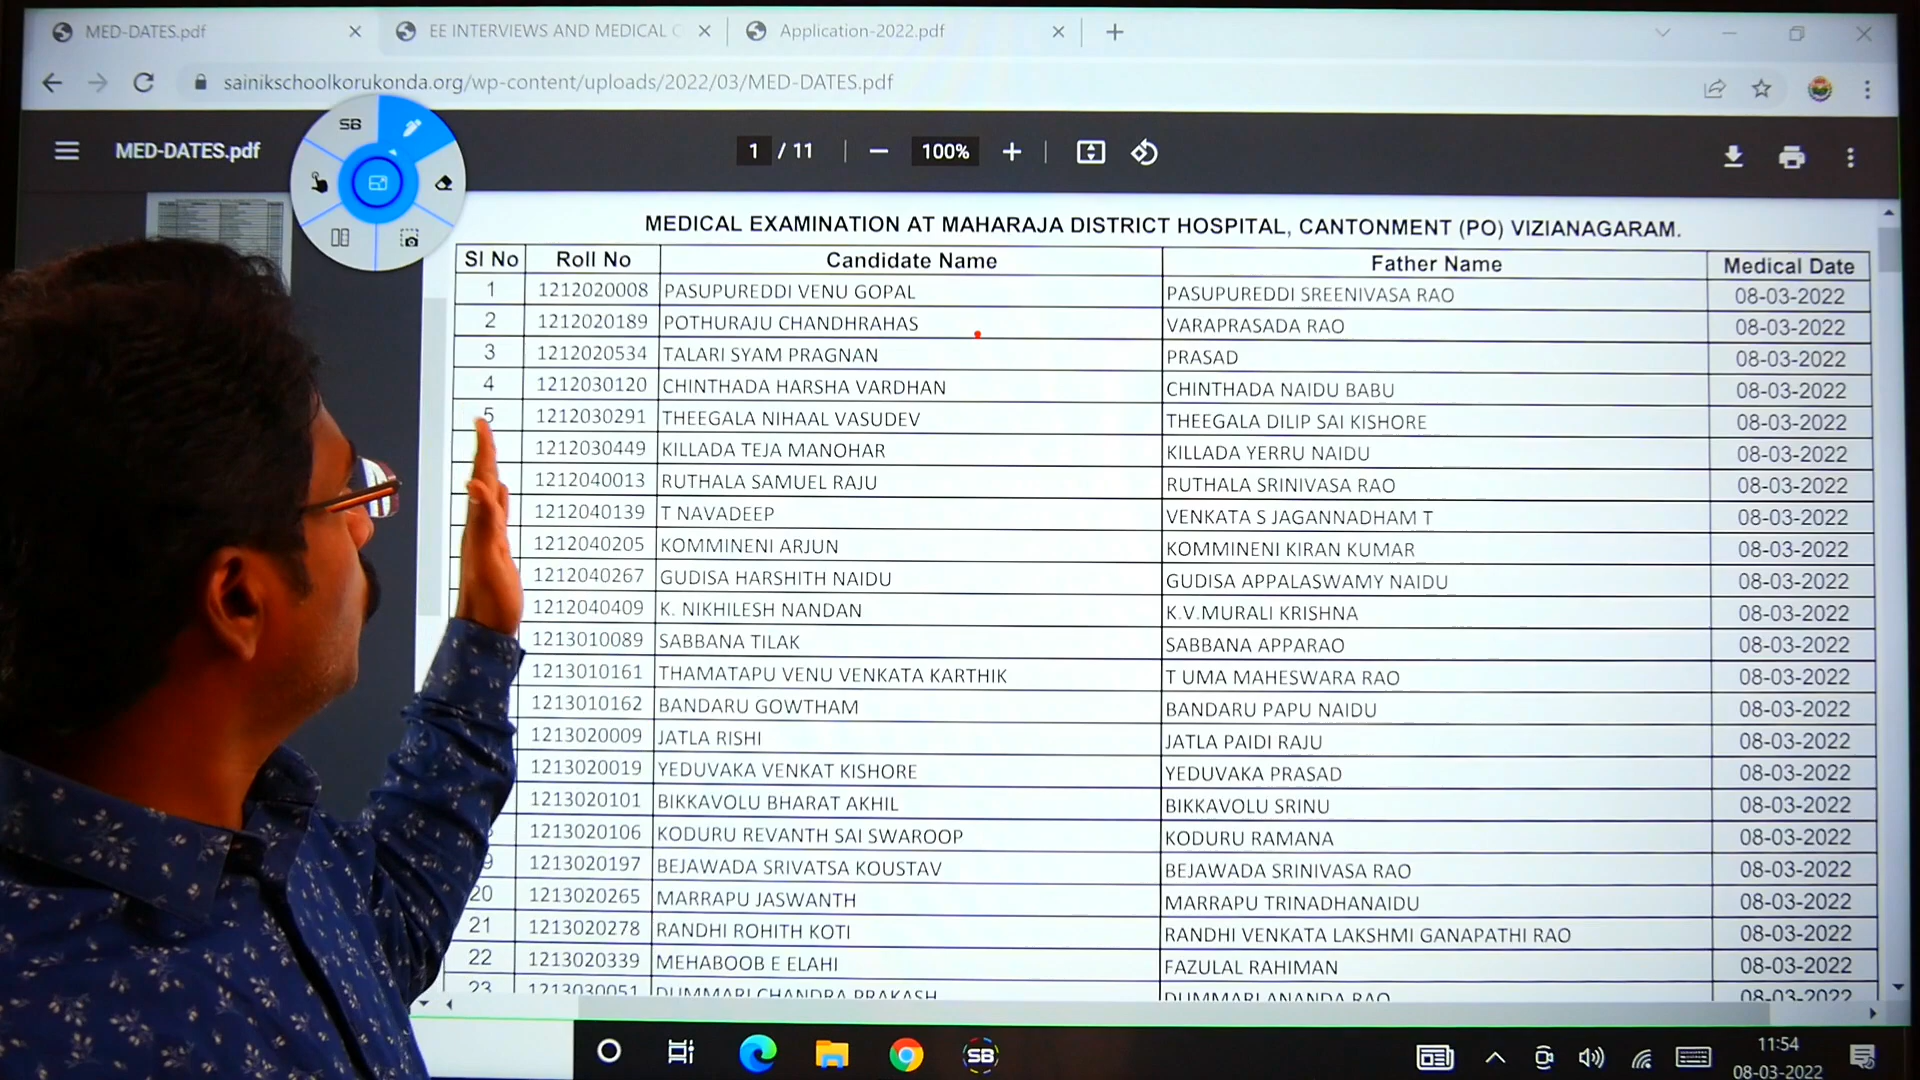 MED-DATES.pdf
EE INTERVIEWS AND MEDICAL
Application-2022.pdf
sainikschoolkorukonda.org/wp-content/uploads/2022/03/MED-DATES.pdf
MED-DATES.pdf
1 / 11
100%
SB
MEDICAL EXAMINATION AT MAHARAJA DISTRICT HOSPITAL, CANTONMENT (PO) VIZIANAGARAM.
Sl No Roll No Candidate Name Father Name Medical Date
1 1212020008 PASUPUREDDI VENU GOPAL PASUPUREDDI SREENIVASA RAO 08-03-2022
2 1212020189 POTHURAJU CHANDHRAHAS VARAPRASADA RAO 08-03-2022
3 1212020534 TALARI SYAM PRAGNAN PRASAD 08-03-2022
4 1212030120 CHINTHADA HARSHA VARDHAN CHINTHADA NAIDU BABU 08-03-2022
5 1212030291 THEEGALA NIHAAL VASUDEV THEEGALA DILIP SAI KISHORE 08-03-2022
1212030449 KILLADA TEJA MANOHAR KILLADA YERRU NAIDU 08-03-2022
1212040013 RUTHALA SAMUEL RAJU RUTHALA SRINIVASA RAO 08-03-2022
1212040139 T NAVADEEP VENKATA S JAGANNADHAM T 08-03-2022
1212040205 KOMMINENI ARJUN KOMMINENI KIRAN KUMAR 08-03-2022
1212040267 GUDISA HARSHITH NAIDU GUDISA APPALASWAMY NAIDU 08-03-2022
1212040409 K. NIKHILESH NANDAN K.V.MURALI KRISHNA 08-03-2022
1213010089 SABBANA TILAK SABBANA APPARAO 08-03-2022
1213010161 THAMATAPU VENU VENKATA KARTHIK T UMA MAHESWARA RAO 08-03-2022
1213010162 BANDARU GOWTHAM BANDARU PAPU NAIDU 08-03-2022
1213020009 JATLA RISHI JATLA PAIDI RAJU 08-03-2022
1213020019 YEDUVAKA VENKAT KISHORE YEDUVAKA PRASAD 08-03-2022
1213020101 BIKKAVOLU BHARAT AKHIL BIKKAVOLU SRINU 08-03-2022
1213020106 KODURU REVANTH SAI SWAROOP KODURU RAMANA 08-03-2022
9 1213020197 BEJAWADA SRIVATSA KOUSTAV BEJAWADA SRINIVASA RAO 08-03-2022
20 1213020265 MARRAPU JASWANTH MARRAPU TRINADHANAIDU 08-03-2022
21 1213020278 RANDHI ROHITH KOTI RANDHI VENKATA LAKSHMI GANAPATHI RAO 08-03-2022
22 1213020339 MEHABOOB E ELAHI FAZULAL RAHIMAN 08-03-2022
23 1213030051 DUMMARI CHANDRA PRAKASH DUMMARI ANANDA RAO 08-03-2022
SB
11:54
08-03-2022